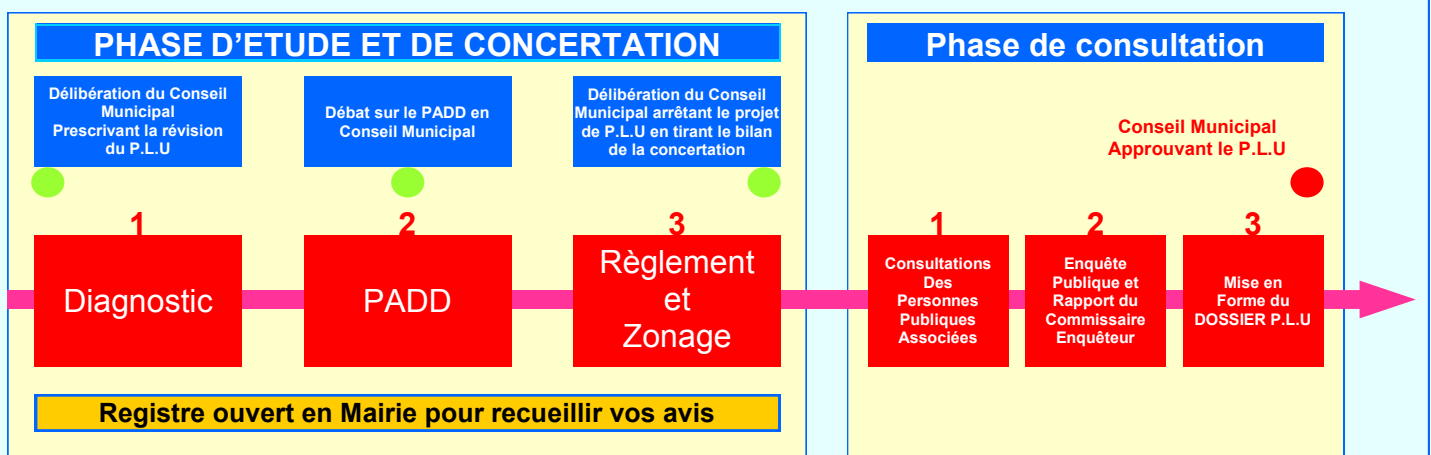 PHASE D'ETUDE ET DE CONCERTATION
Délibération du Conseil
Municipal
Prescrivant la révision
du P.L.U
Débat sur le PADD en
Conseil Municipal
Délibération du Conseil
Municipal arrêtant le projet
de P.L.U en tirant le bilan
de la concertation
1
2
3
Diagnostic
PADD
Règlement
et
Zonage
Registre ouvert en Mairie pour recueillir vos avis
Phase de consultation
Conseil Municipal
Approuvant le P.L.U
1
2
3
Consultations
Des
Personnes
Publiques
Associées
Enquête
Publique et
Rapport du
Commissaire
Enquêteur
Mise en
Forme du
DOSSIER P.L.U